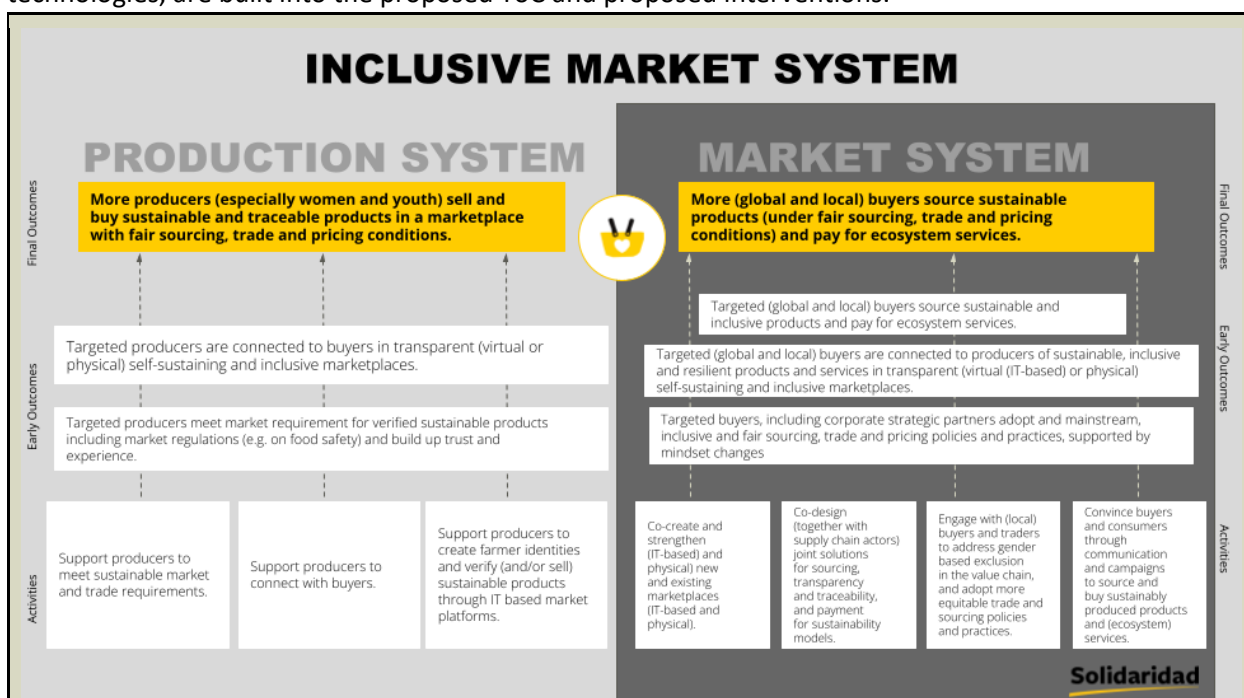 technologies, are built into the proposed ToC and proposed interventions.
INCLUSIVE MARKET SYSTEM
PRODUCTION SYSTEM
Final Outcomes
More producers (especially women and youth) sell and
buy sustainable and traceable products in a marketplace
with fair sourcing, trade and pricing conditions.
Early Outcomes
Targeted producers are connected to buyers in transparent (virtual or
physical) self-sustaining and inclusive marketplaces.
Targeted producers meet market requirement for verified sustainable products
including market regulations (e.g. on food safety) and build up trust and
experience.
Activities
Support producers to
meet sustainable market
and trade requirements.
Support producers to
connect with buyers.
Support producers to
create farmer identities
and verify (and/or sell)
sustainable products
through IT based market
platforms.
MARKET SYSTEM
Final Outcomes
More (global and local) buyers source sustainable
products (under fair sourcing, trade and pricing
conditions) and pay for ecosystem services.
Early Outcomes
Targeted (global and local) buyers source sustainable and
inclusive products and pay for ecosystem services.
Targeted (global and local) buyers are connected to producers of sustainable, inclusive
and resilient products and services in transparent (virtual (IT-based) or physical)
self-sustaining and inclusive marketplaces.
Targeted buyers, including corporate strategic partners adopt and mainstream,
inclusive and fair sourcing, trade and pricing policies and practices, supported by
mindset changes
Activities
Co-create and
strengthen
(IT-based) and
physical) new
and existing
marketplaces
(IT-based and
physical).
Co-design
(together with
supply chain actors)
joint solutions
for sourcing,
transparency
and traceability,
and payment
for sustainability
models.
Engage with (local)
buyers and traders
to address gender
based exclusion
in the value chain,
and adopt more
equitable trade and
sourcing policies
and practices.
Convince buyers
and consumers
through
communication
and campaigns
to source and
buy sustainably
produced products
and (ecosystem)
services.
Solidaridad